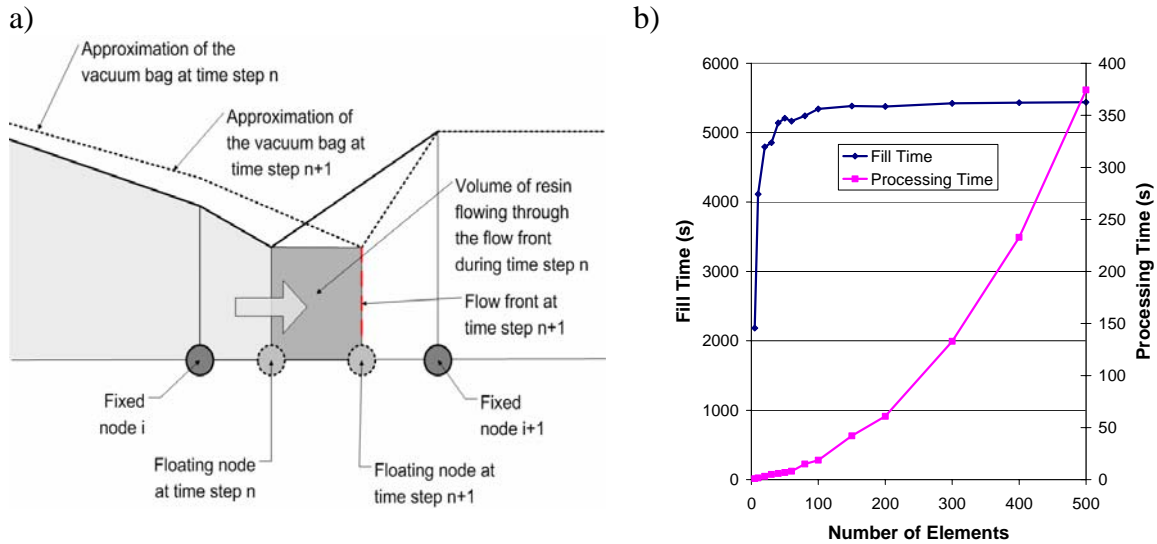 a)
Approximation of the
vacuum bag at time step n
Approximation of
the vacuum bag at
time step n+1
Volume of resin
flowing through
the flow front
during time step n
Flow front at
time step n+1
Fixed
node i
Fixed
node i+1
Floating node
at time step n
Floating node at
time step n+1
b)
6000
5000
4000
3000
2000
1000
0
Fill Time (s)
400
350
300
250
200
150
100
50
0
Processing Time (s)
Fill Time
Processing Time
0 100 200 300 400 500
Number of Elements